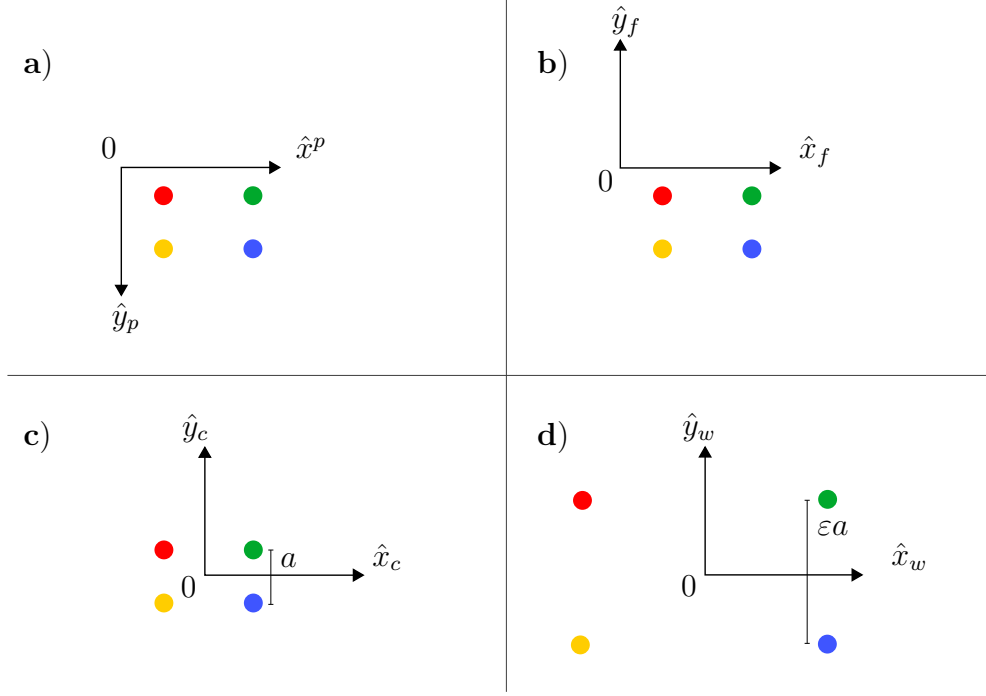 a)
0
x̂^p
ŷ_p
b)
ŷ_f
x̂_f
0
c)
ŷ_c
a
x̂_c
0
d)
ŷ_w
εa
x̂_w
0